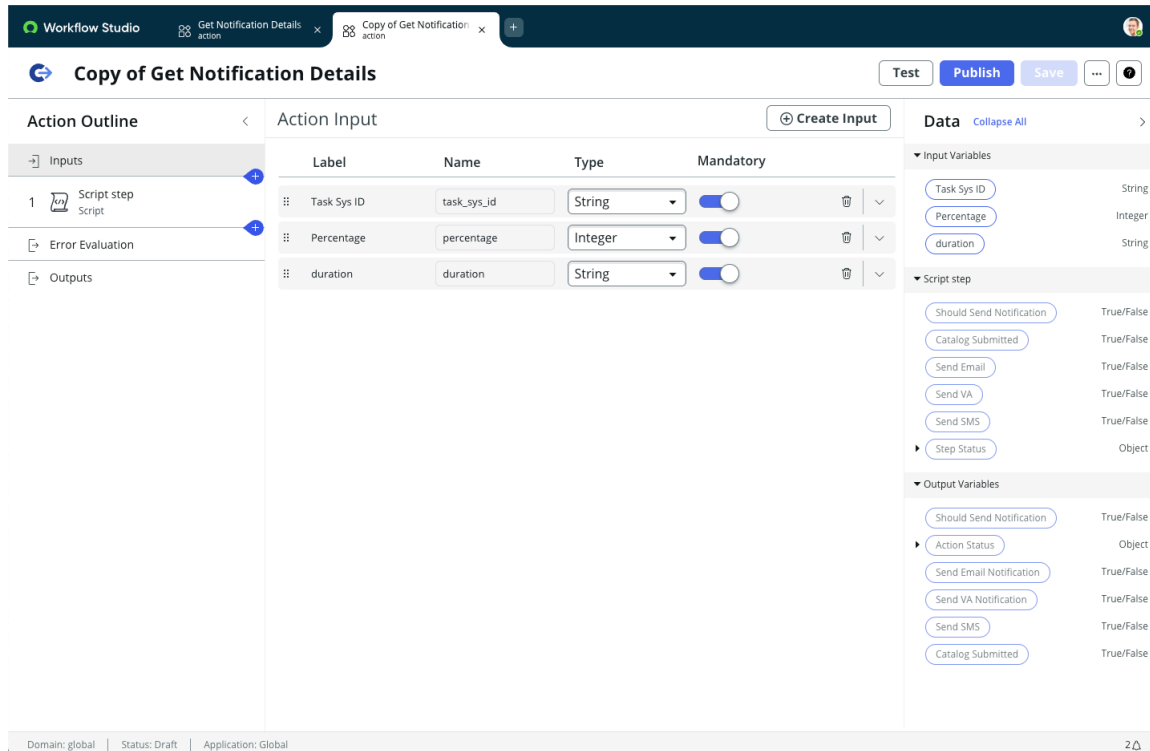 Workflow Studio
Get Notification Details
action
Copy of Get Notification
action
Copy of Get Notification Details
Test
Publish
Save
...
?
Action Outline
Inputs
1
Script step
Script
Error Evaluation
Outputs
Action Input
Create Input
Label Name Type Mandatory
Task Sys ID task_sys_id String
Percentage percentage Integer
duration duration String
Data Collapse All
Input Variables
Task Sys ID String
Percentage Integer
duration String
Script step
Should Send Notification True/False
Catalog Submitted True/False
Send Email True/False
Send VA True/False
Send SMS True/False
Step Status Object
Output Variables
Should Send Notification True/False
Action Status Object
Send Email Notification True/False
Send VA Notification True/False
Send SMS True/False
Catalog Submitted True/False
Domain: global | Status: Draft | Application: Global
2